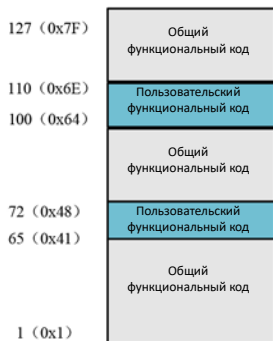 127 (0x7F)
Общий
функциональный код
110 (0x6E)
Пользовательский
функциональный код
100 (0x64)
Общий
функциональный код
72 (0x48)
Пользовательский
функциональный код
65 (0x41)
Общий
функциональный код
1 (0x1)